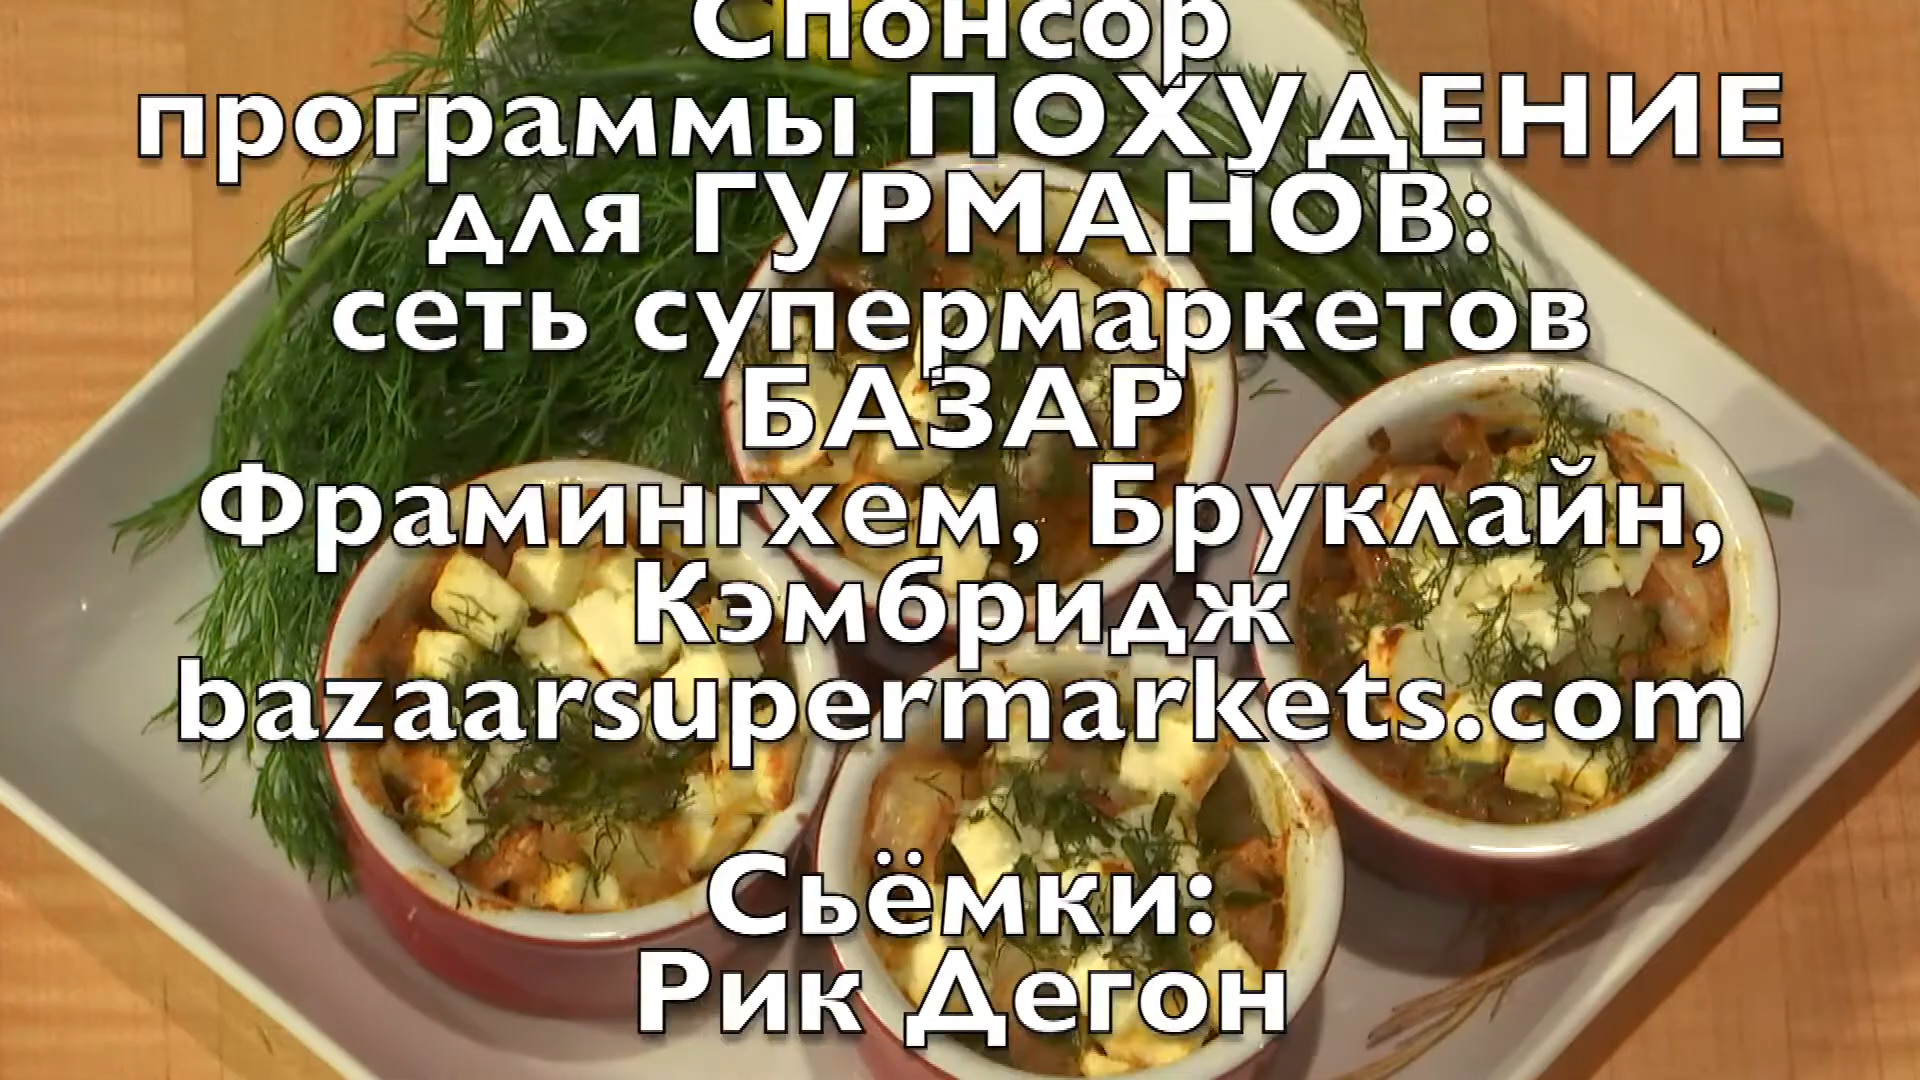 Спонсор
программы ПОХУДЕНИЕ
для ГУРМАНОВ:
сеть супермаркетов
БАЗАР
Фрамингхем, Бруклайн,
Кэмбридж
bazaarsupermarkets.com
Сьёмки:
Рик Дегон